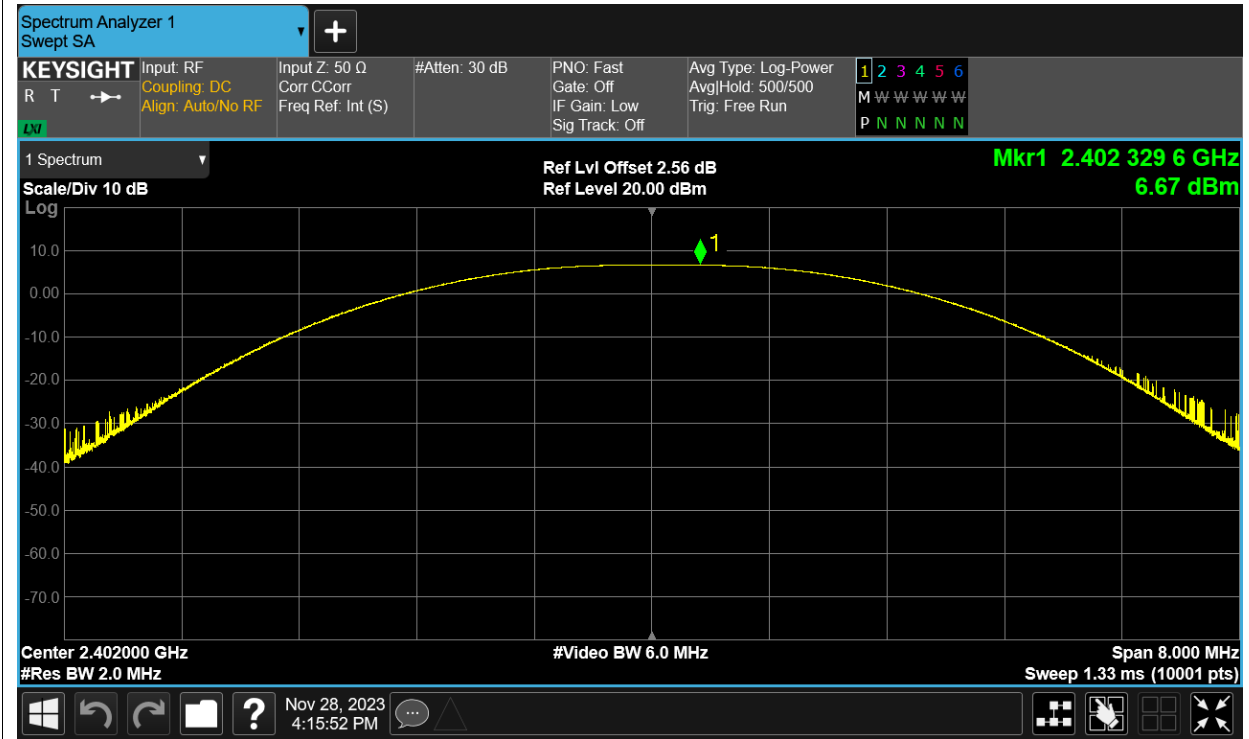 Spectrum Analyzer 1
Swept SA
+
KEYSIGHT
R T
LXI
Input: RF
Coupling: DC
Align: Auto/No RF
Input Z: 50 Ω
Corr CCorr
Freq Ref: Int (S)
#Atten: 30 dB
PNO: Fast
Gate: Off
IF Gain: Low
Sig Track: Off
Avg Type: Log-Power
Avg|Hold: 500/500
Trig: Free Run
1 2 3 4 5 6
M W W W W W
P N N N N N
1 Spectrum
Scale/Div 10 dB
Ref Lvl Offset 2.56 dB
Ref Level 20.00 dBm
Mkr1 2.402 329 6 GHz
6.67 dBm
Log
1
10.0
0.00
-10.0
-20.0
-30.0
-40.0
-50.0
-60.0
-70.0
Center 2.402000 GHz
#Video BW 6.0 MHz
Span 8.000 MHz
#Res BW 2.0 MHz
Sweep 1.33 ms (10001 pts)
?
Nov 28, 2023
4:15:52 PM